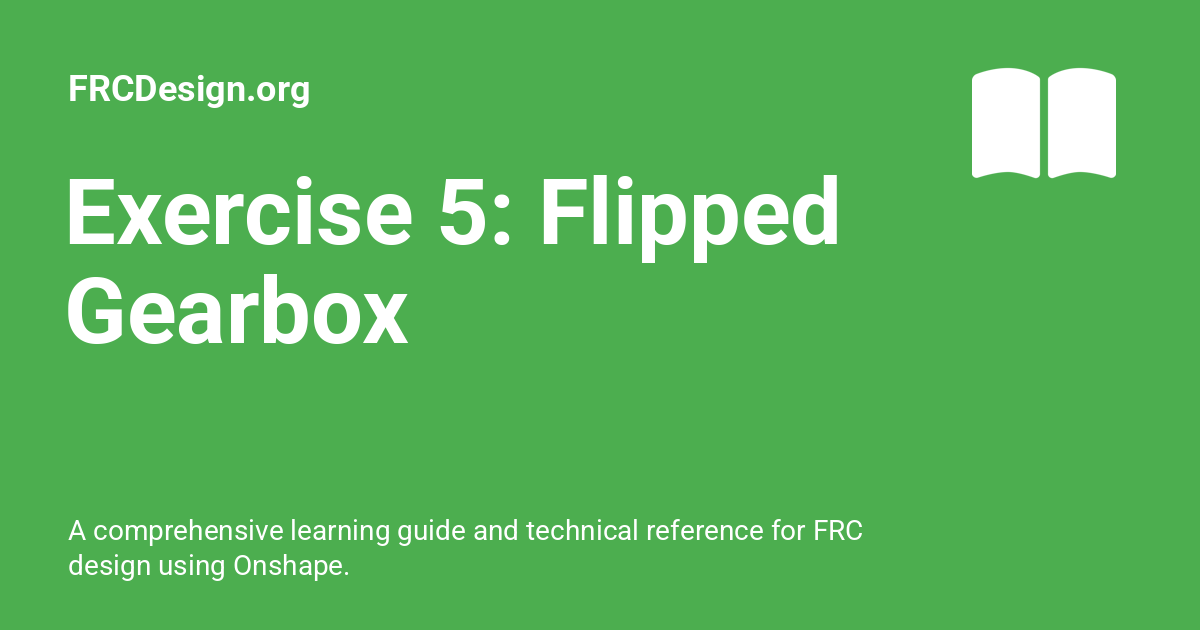 FRCDesign.org
Exercise 5: Flipped
Gearbox
A comprehensive learning guide and technical reference for FRC
design using Onshape.